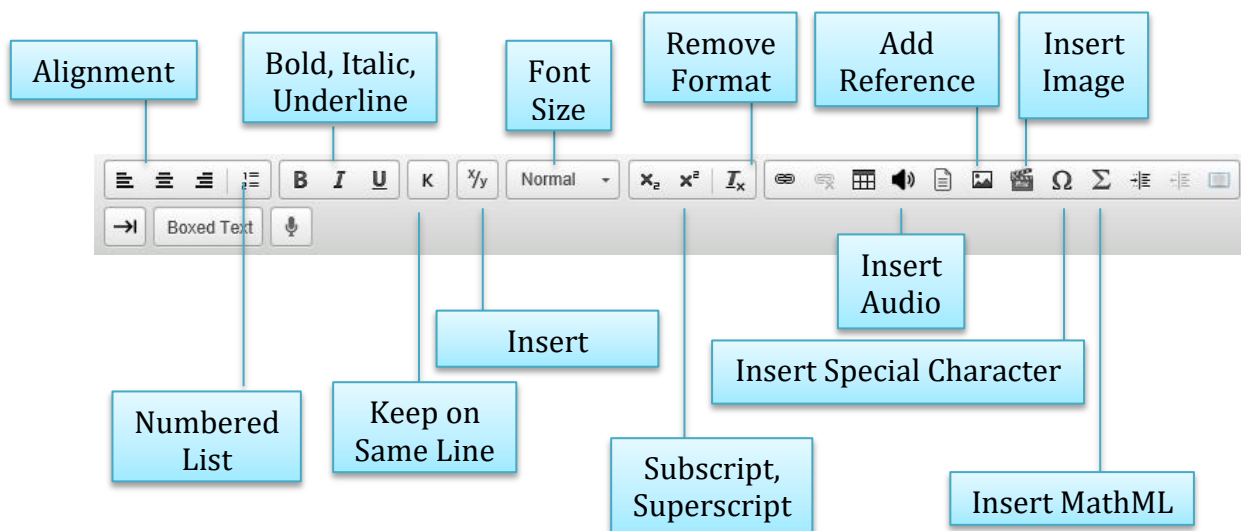 Alignment
Bold, Italic,
Underline
Font
Size
Remove
Format
Add
Reference
Insert
Image
B I U K x/y Normal x₂ x² Ix Ω Σ
Boxed Text
Insert
Audio
Insert
Insert Special Character
Numbered
List
Keep on
Same Line
Subscript,
Superscript
Insert MathML